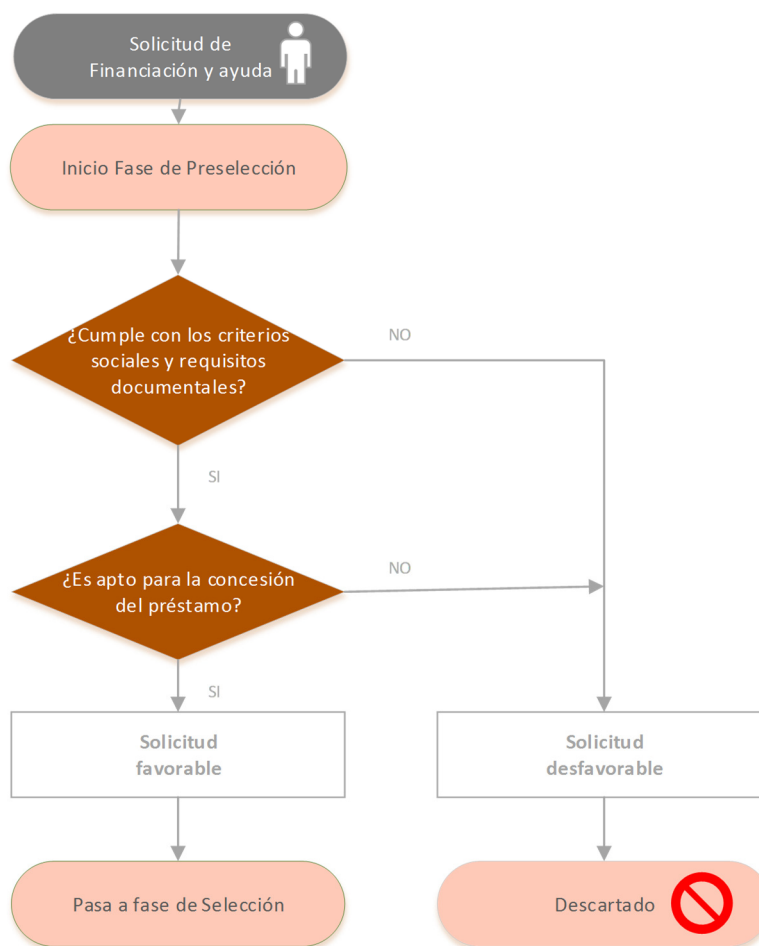 Solicitud de
Financiación y ayuda
Inicio Fase de Preselección
¿Cumple con los criterios
sociales y requisitos
documentales?
NO
SI
¿Es apto para la concesión
del préstamo?
NO
SI
Solicitud
favorable
Solicitud
desfavorable
Pasa a fase de Selección
Descartado